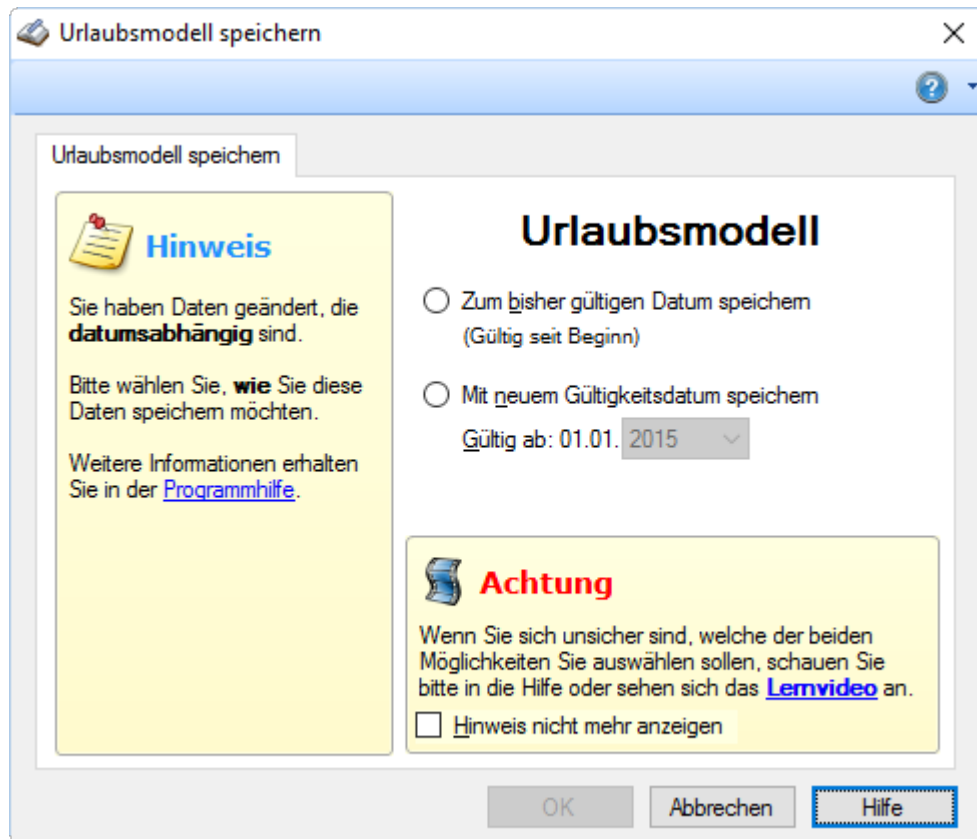 Urlaubsmodell speichern
Urlaubsmodell speichern
Hinweis
Sie haben Daten geändert, die
datumsabhängig sind.
Bitte wählen Sie, wie Sie diese
Daten speichern möchten.
Weitere Informationen erhalten
Sie in der Programmhilfe.
Urlaubsmodell
Zum bisher gültigen Datum speichern
(Gültig seit Beginn)
Mit neuem Gültigkeitsdatum speichern
Gültig ab: 01.01. 2015
Achtung
Wenn Sie sich unsicher sind, welche der beiden
Möglichkeiten Sie auswählen sollen, schauen Sie
bitte in die Hilfe oder sehen sich das Lernvideo an.
Hinweis nicht mehr anzeigen
OK Abbrechen Hilfe